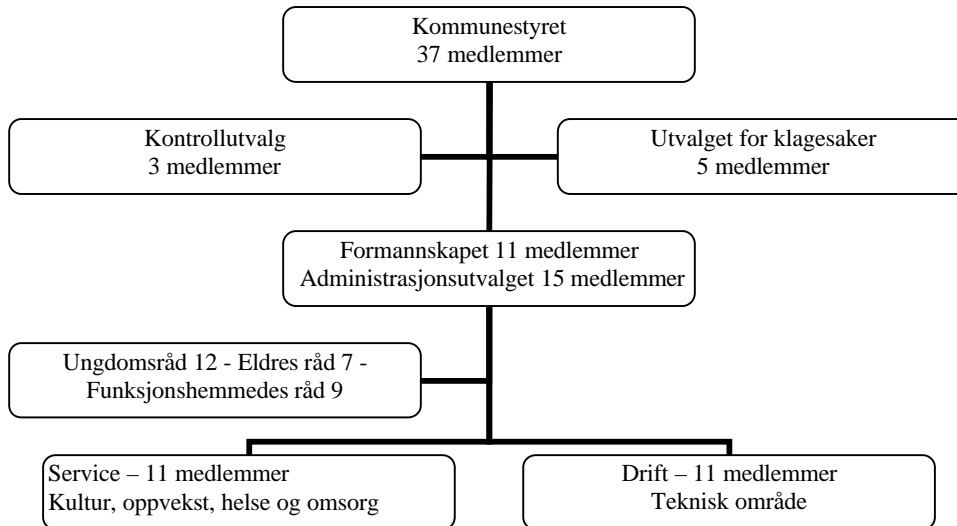 Kommunestyret
37 medlemmer
Kontrollutvalg
3 medlemmer
Utvalget for klagesaker
5 medlemmer
Formannskapet 11 medlemmer
Administrasjonsutvalget 15 medlemmer
Ungdomsråd 12 - Eldres råd 7 -
Funksjonshemmedes råd 9
Service – 11 medlemmer
Kultur, oppvekst, helse og omsorg
Drift – 11 medlemmer
Teknisk område